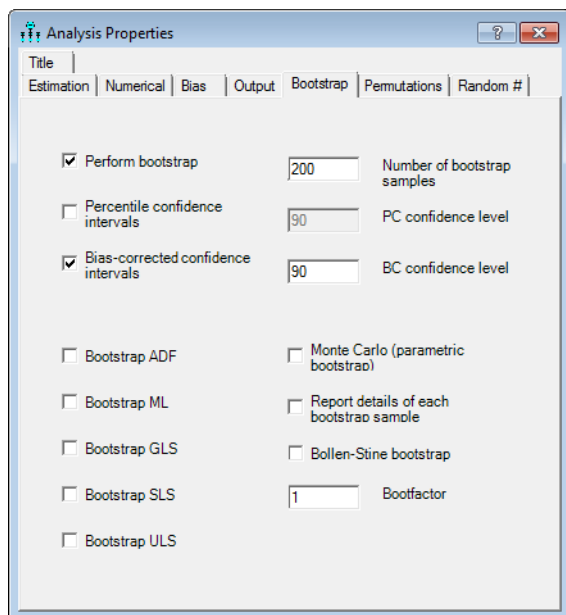 Analysis Properties
?
Title
Estimation Numerical Bias Output Bootstrap Permutations Random #
Perform bootstrap
200
Number of bootstrap
samples
Percentile confidence
intervals
90
PC confidence level
Bias-corrected confidence
intervals
90
BC confidence level
Bootstrap ADF
Monte Carlo (parametric
bootstrap)
Bootstrap ML
Report details of each
bootstrap sample
Bootstrap GLS
Bollen-Stine bootstrap
Bootstrap SLS
1
Bootfactor
Bootstrap ULS